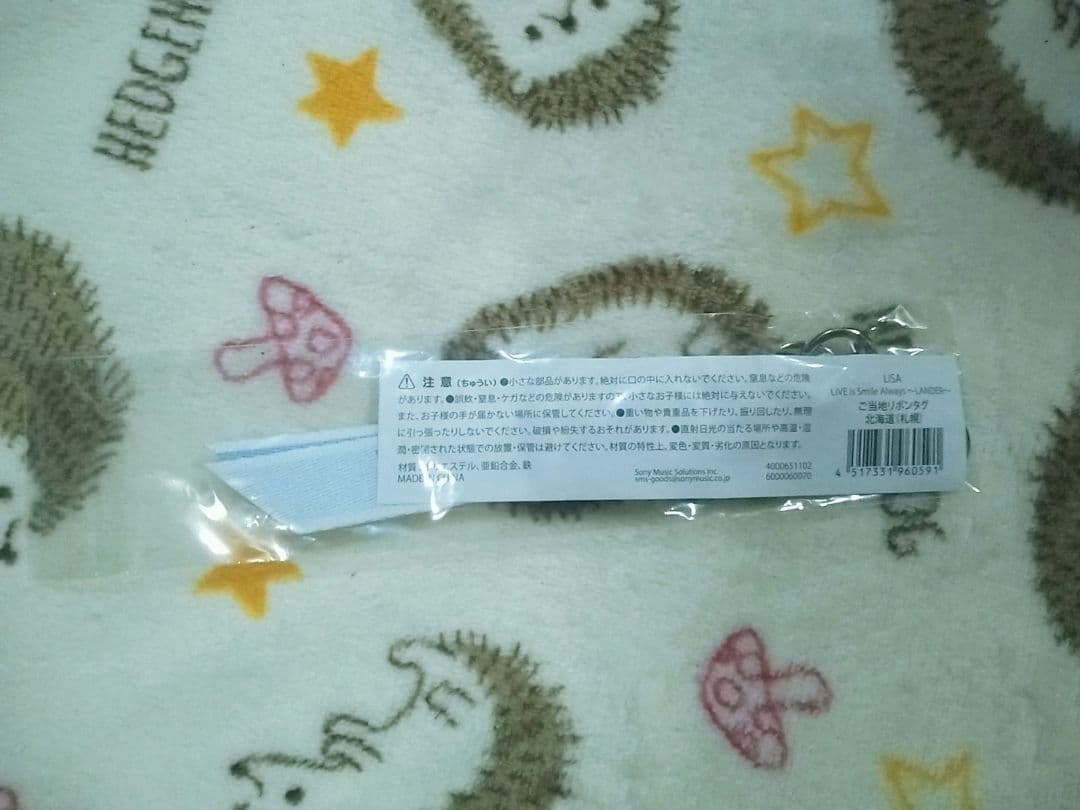 HEDGEH
⚠ 注意(ちゅうい) ●小さな部品があります。絶対に口の中に入れないでください。窒息などの危険
があります。●誤飲・窒息・ケガなどの危険がありますので、小さなお子様には絶対に与えないでください。
また、お子様の手が届かない場所に保管してください。●重い物や貴重品を下げたり、振り回したり、無理
に引っ張ったりしないでください。破損や紛失するおそれがあります。●直射日光の当たる場所や高温・湿
潤・密閉された状態での放置・保管は避けてください。材質の特性上、変色・変質・劣化の原因となります。
材質 エステル、亜鉛合金、鉄
MADE CHINA
Sony Music Solutions Inc.
sms-goods@sonymusic.co.jp
4000651102
6000060070
LiSA
LiVE is Smile Always ~LANDER~
ご当地リボンタグ
北海道[札幌]
4 517331 960591